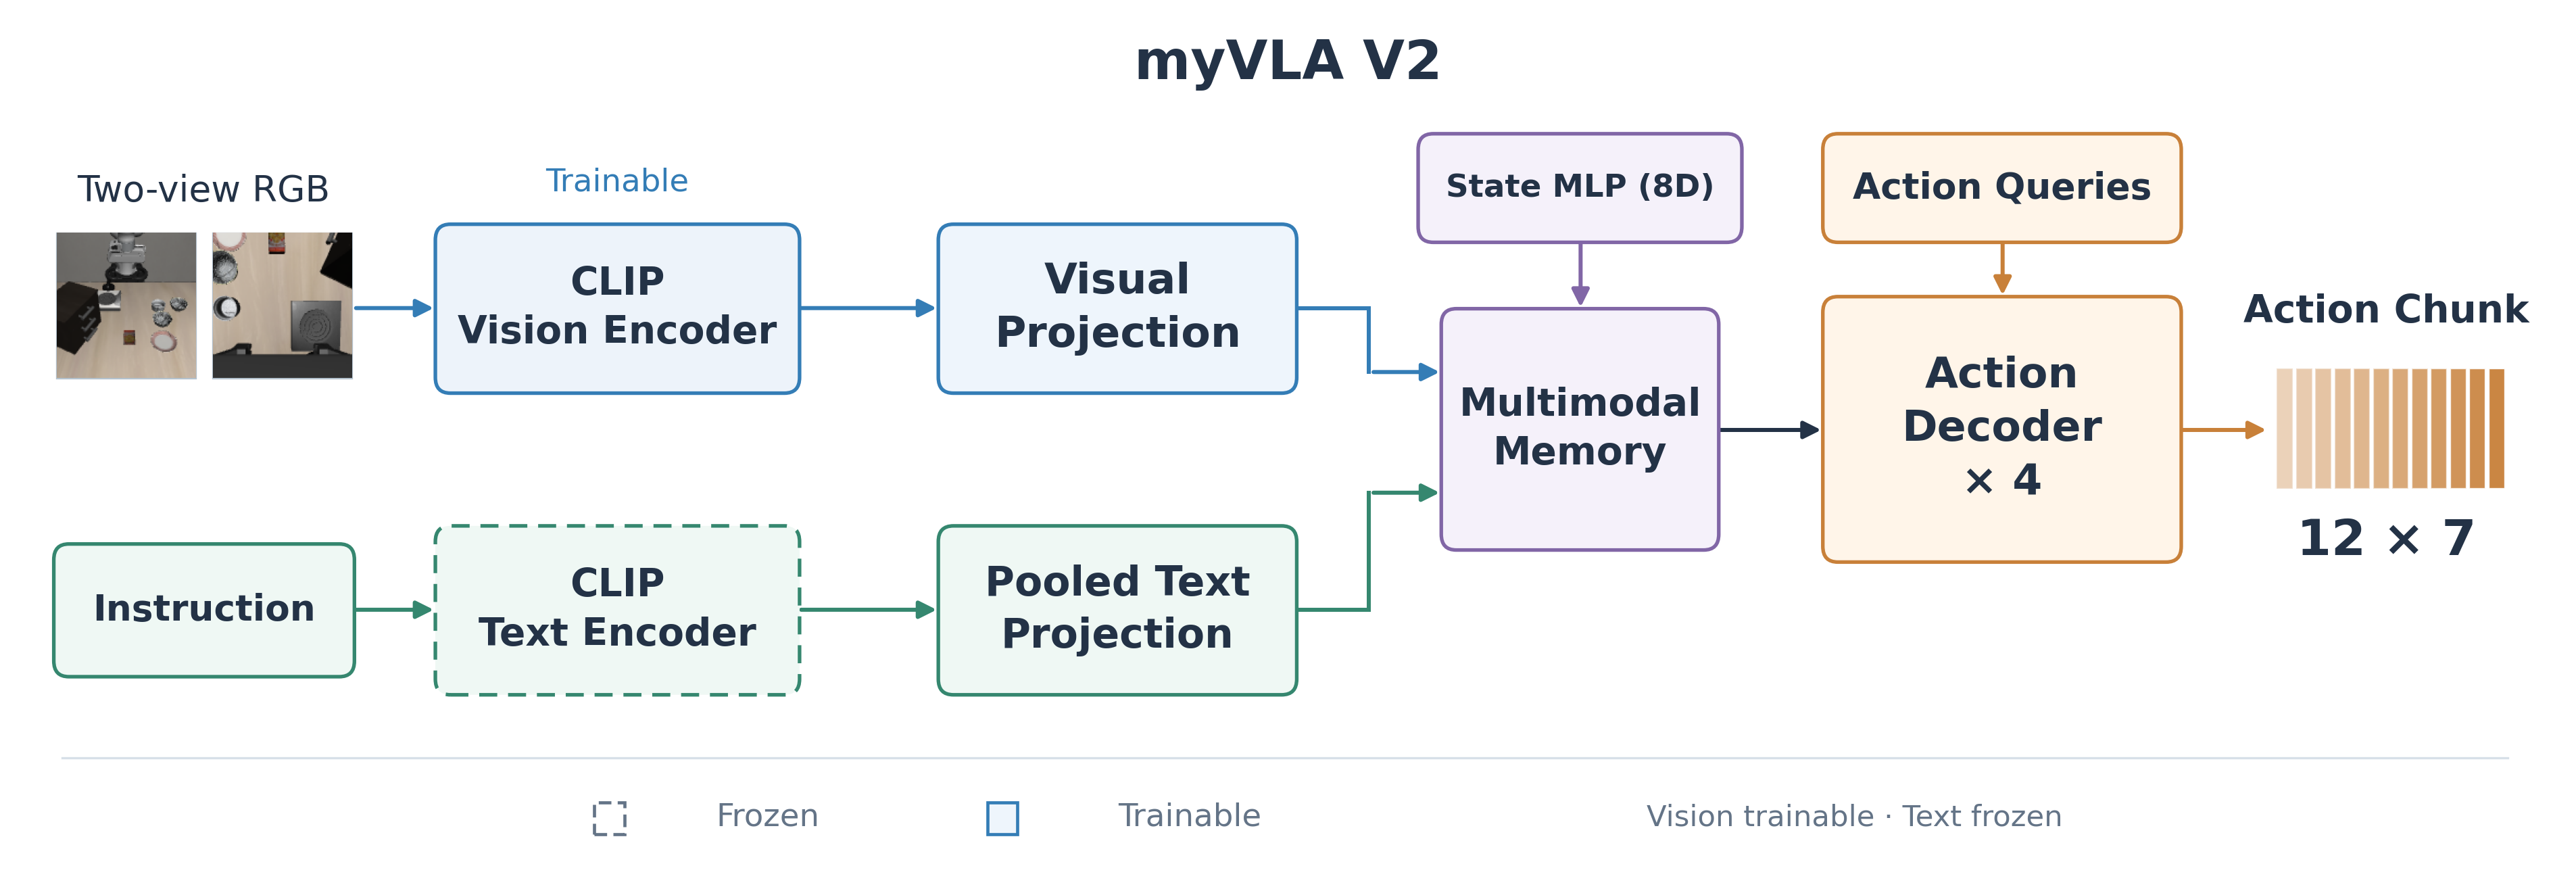 myVLA V2
Two-view RGB
Trainable
CLIP
Vision Encoder
Visual
Projection
State MLP (8D)
Action Queries
Multimodal
Memory
Action
Decoder
× 4
Action Chunk
12 × 7
Instruction
CLIP
Text Encoder
Pooled Text
Projection
Frozen
Trainable
Vision trainable · Text frozen